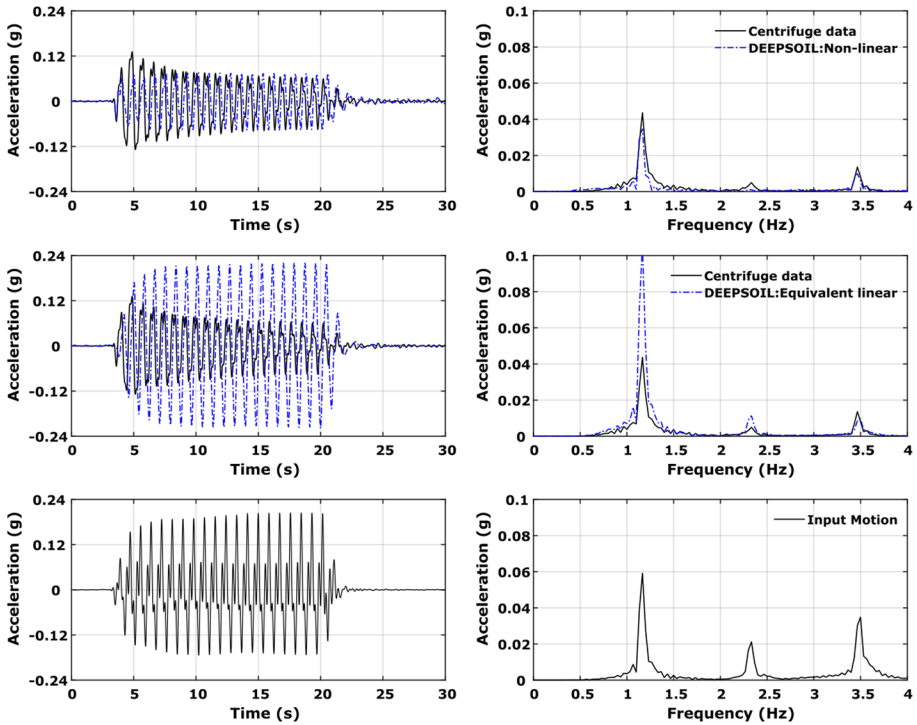 0.24
0.12
0
-0.12
-0.24
Acceleration (g)
0 5 10 15 20 25 30
Time (s)
0.1
0.08
0.06
0.04
0.02
0
Acceleration (g)
Centrifuge data
DEEPSOIL:Non-linear
0 0.5 1 1.5 2 2.5 3 3.5 4
Frequency (Hz)
0.24
0.12
0
-0.12
-0.24
Acceleration (g)
0 5 10 15 20 25 30
Time (s)
0.1
0.08
0.06
0.04
0.02
0
Acceleration (g)
Centrifuge data
DEEPSOIL:Equivalent linear
0 0.5 1 1.5 2 2.5 3 3.5 4
Frequency (Hz)
0.24
0.12
0
-0.12
-0.24
Acceleration (g)
0 5 10 15 20 25 30
Time (s)
0.1
0.08
0.06
0.04
0.02
0
Acceleration (g)
Input Motion
0 0.5 1 1.5 2 2.5 3 3.5 4
Frequency (Hz)